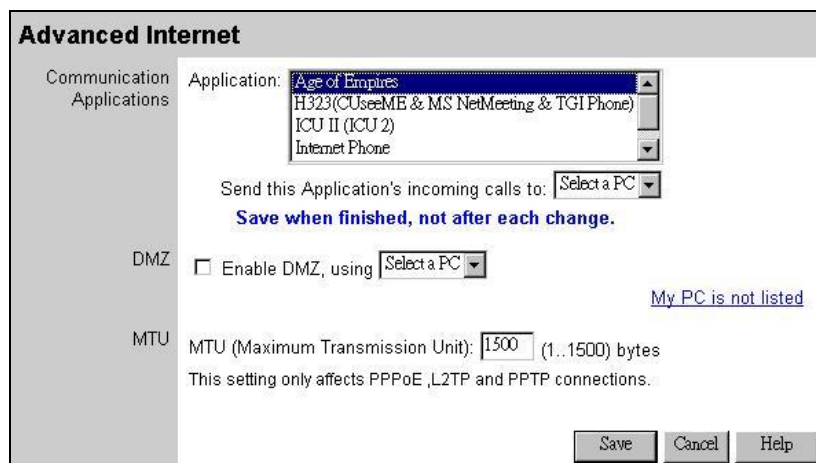 Advanced Internet
Communication Applications
Application:
Age of Empires
H323(CUseeME & MS NetMeeting & TGI Phone)
ICU II (ICU 2)
Internet Phone
Send this Application's incoming calls to: Select a PC
Save when finished, not after each change.
DMZ
Enable DMZ, using Select a PC
My PC is not listed
MTU
MTU (Maximum Transmission Unit): 1500 (1..1500) bytes
This setting only affects PPPoE ,L2TP and PPTP connections.
Save Cancel Help